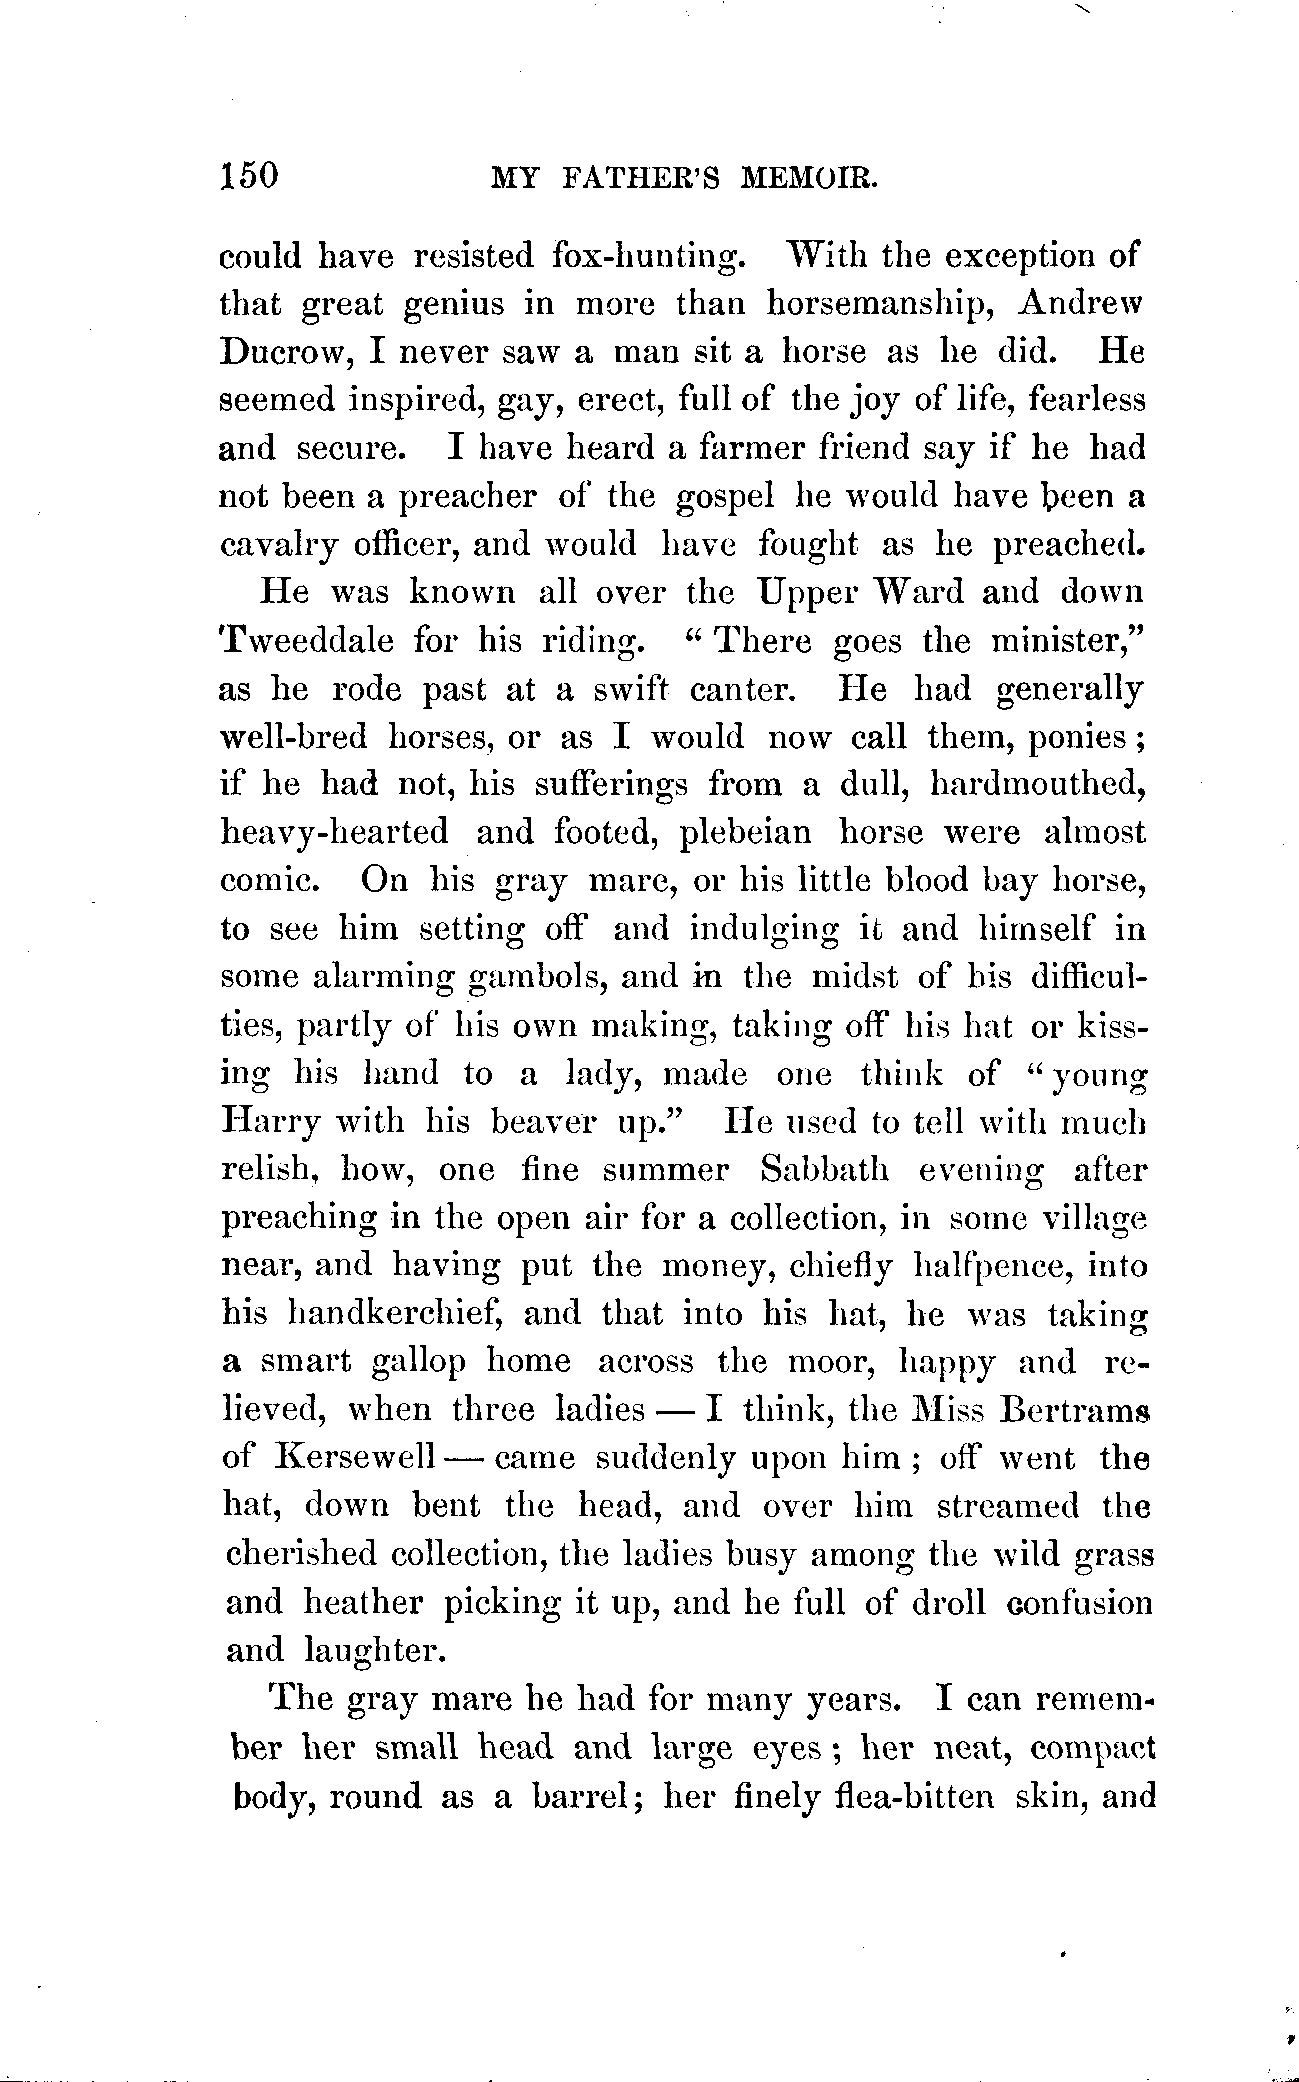 150 MY FATHER'S MEMOIR.
could have resisted fox-hunting. With the exception of
that great genius in more than horsemanship, Andrew
Ducrow, I never saw a man sit a horse as he did. He
seemed inspired, gay, erect, full of the joy of life, fearless
and secure. I have heard a farmer friend say if he had
not been a preacher of the gospel he would have been a
cavalry officer, and would have fought as he preached.
He was known all over the Upper Ward and down
Tweeddale for his riding. “ There goes the minister,”
as he rode past at a swift canter. He had generally
well-bred horses, or as I would now call them, ponies ;
if he had not, his sufferings from a dull, hardmouthed,
heavy-hearted and footed, plebeian horse were almost
comic. On his gray mare, or his little blood bay horse,
to see him setting off and indulging it and himself in
some alarming gambols, and in the midst of his difficul-
ties, partly of his own making, taking off his hat or kiss-
ing his hand to a lady, made one think of “ young
Harry with his beaver up.” He used to tell with much
relish, how, one fine summer Sabbath evening after
preaching in the open air for a collection, in some village
near, and having put the money, chiefly halfpence, into
his handkerchief, and that into his hat, he was taking
a smart gallop home across the moor, happy and re-
lieved, when three ladies — I think, the Miss Bertrams
of Kersewell — came suddenly upon him ; off went the
hat, down bent the head, and over him streamed the
cherished collection, the ladies busy among the wild grass
and heather picking it up, and he full of droll confusion
and laughter.
The gray mare he had for many years. I can remem-
ber her small head and large eyes ; her neat, compact
body, round as a barrel; her finely flea-bitten skin, and